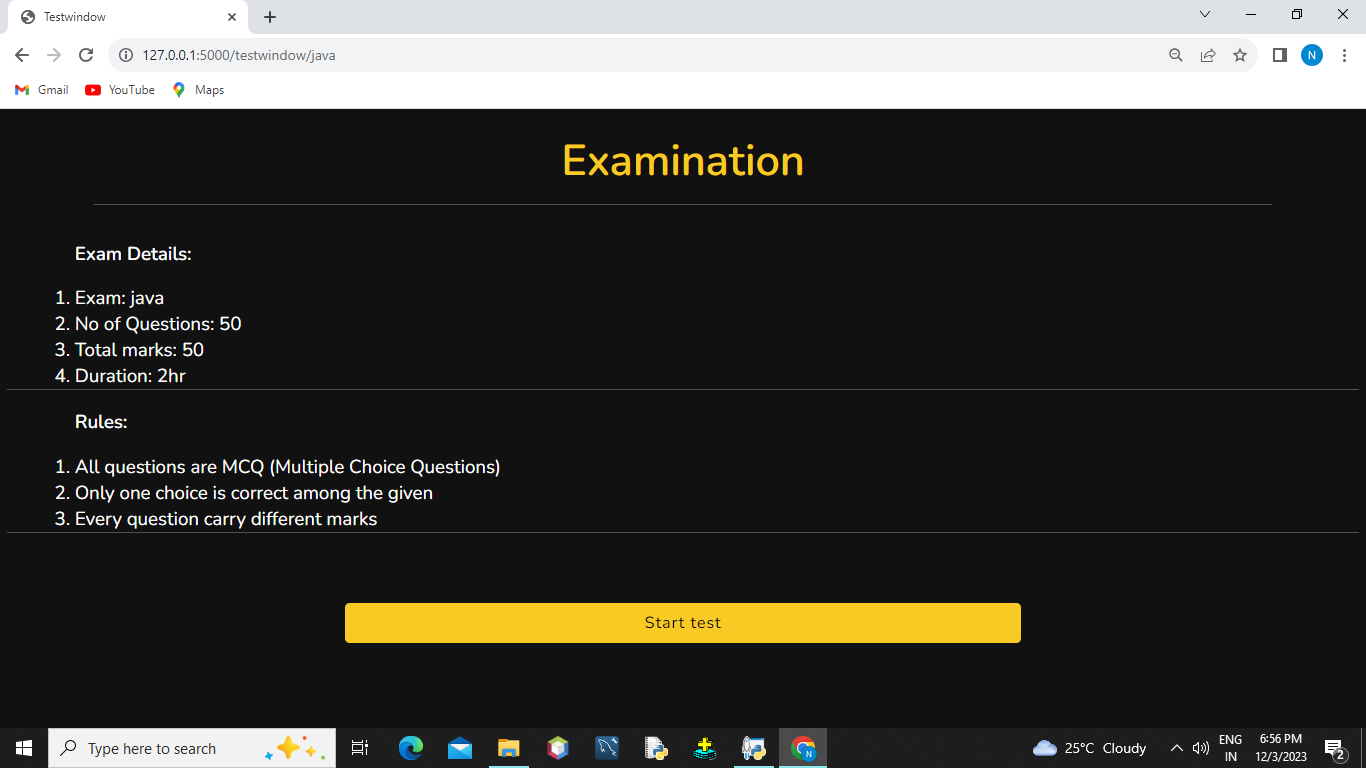 Testwindow
127.0.0.1:5000/testwindow/java
N
Gmail YouTube Maps
Examination
Exam Details:
1. Exam: java
2. No of Questions: 50
3. Total marks: 50
4. Duration: 2hr
Rules:
1. All questions are MCQ (Multiple Choice Questions)
2. Only one choice is correct among the given
3. Every question carry different marks
Start test
Type here to search
N
25°C Cloudy
ENG
IN
6:56 PM
12/3/2023
2